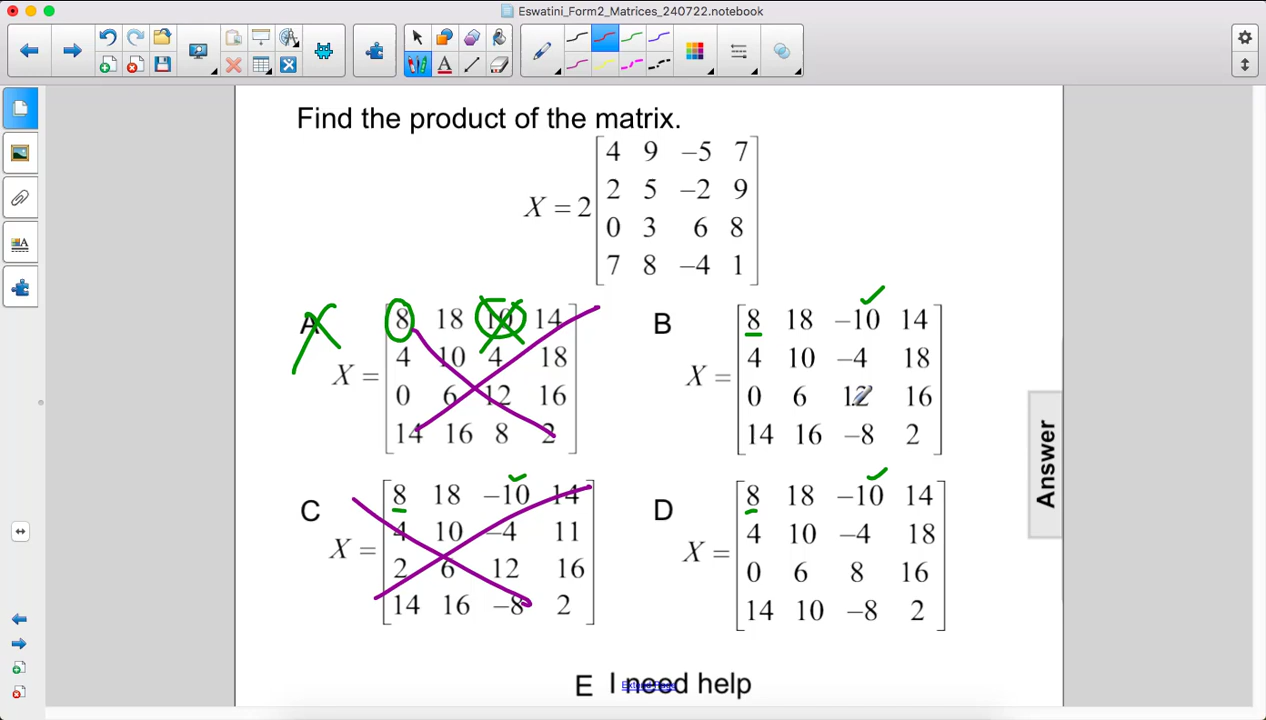 Eswatini_Form2_Matrices_240722.notebook
A
Find the product of the matrix.
X = 2
4 9 –5 7
2 5 –2 9
0 3 6 8
7 8 –4 1
A
X =
8 18 10 14
4 10 4 18
0 6 12 16
14 16 8 2
B
X =
8 18 –10 14
4 10 –4 18
0 6 12 16
14 16 –8 2
C
X =
8 18 –10 14
4 10 –4 11
2 6 12 16
14 16 –8 2
D
X =
8 18 –10 14
4 10 –4 18
0 6 8 16
14 10 –8 2
Answer
E I need help
Extend Page